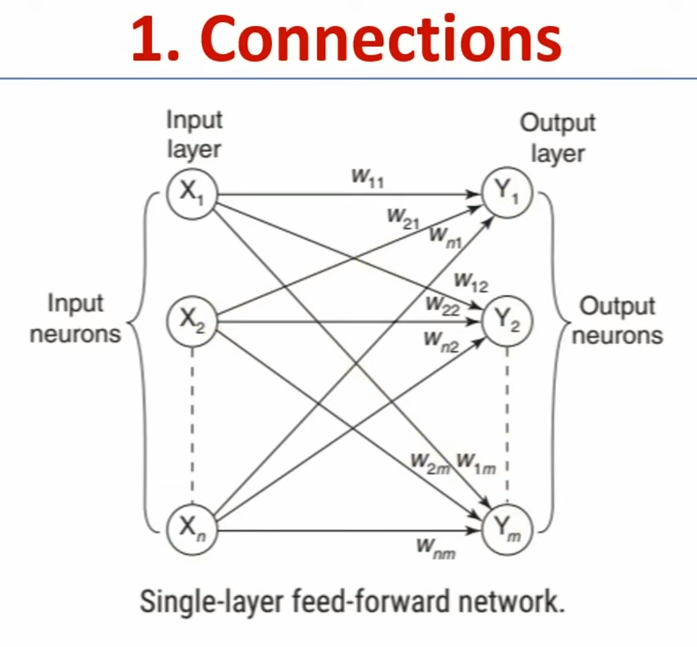 1. Connections
Input
layer
Output
layer
X₁
W₁₁
Y₁
W₂₁
Wₙ₁
W₁₂
Input
neurons
X₂
W₂₂
Y₂
Output
neurons
Wₙ₂
W₂ₘ
W₁ₘ
Xₙ
Yₘ
Wₙₘ
Single-layer feed-forward network.